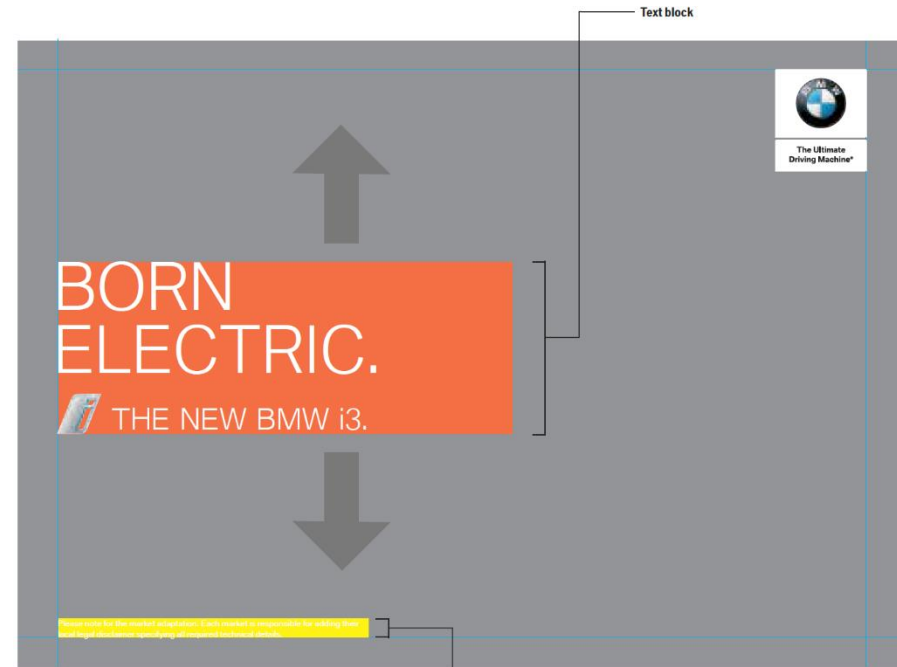 Text block
BMW
The Ultimate
Driving Machine®
BORN
ELECTRIC.
i THE NEW BMW i3.
Please note for the market adaptation: Each market is responsible for adding their
local legal disclaimer specifying all required technical details.